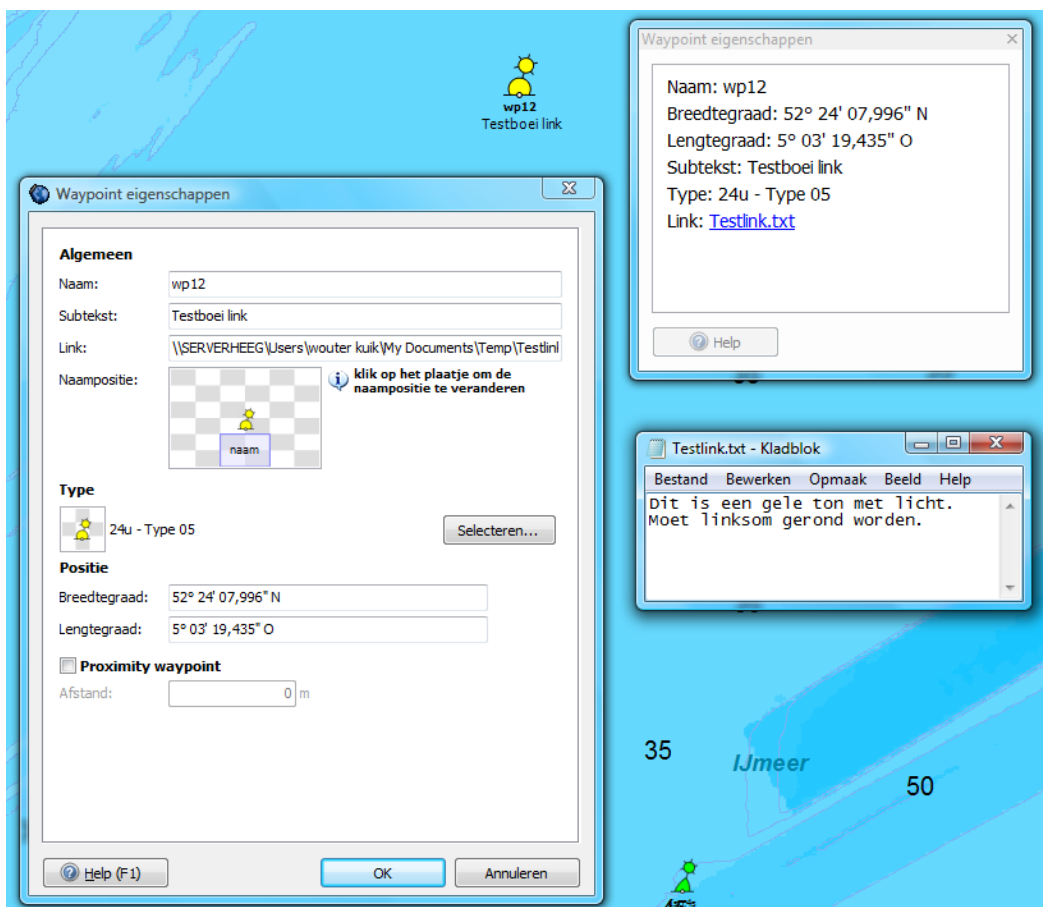 wp12
Testboei link
Waypoint eigenschappen
Naam: wp12
Breedtegraad: 52° 24' 07,996" N
Lengtegraad: 5° 03' 19,435" O
Subtekst: Testboei link
Type: 24u - Type 05
Link: Testlink.txt
Help
Waypoint eigenschappen
Algemeen
Naam: wp12
Subtekst: Testboei link
Link: \\SERVERHEEG\Users\wouter kuik\My Documents\Temp\Testlinl
Naampositie:
klik op het plaatje om de
naampositie te veranderen
naam
Type
24u - Type 05
Selecteren...
Positie
Breedtegraad: 52° 24' 07,996" N
Lengtegraad: 5° 03' 19,435" O
Proximity waypoint
Afstand: 0 m
Help (F1)
OK
Annuleren
Testlink.txt - Kladblok
Bestand Bewerken Opmaak Beeld Help
Dit is een gele ton met licht.
Moet linksom gerond worden.
35
IJmeer
50